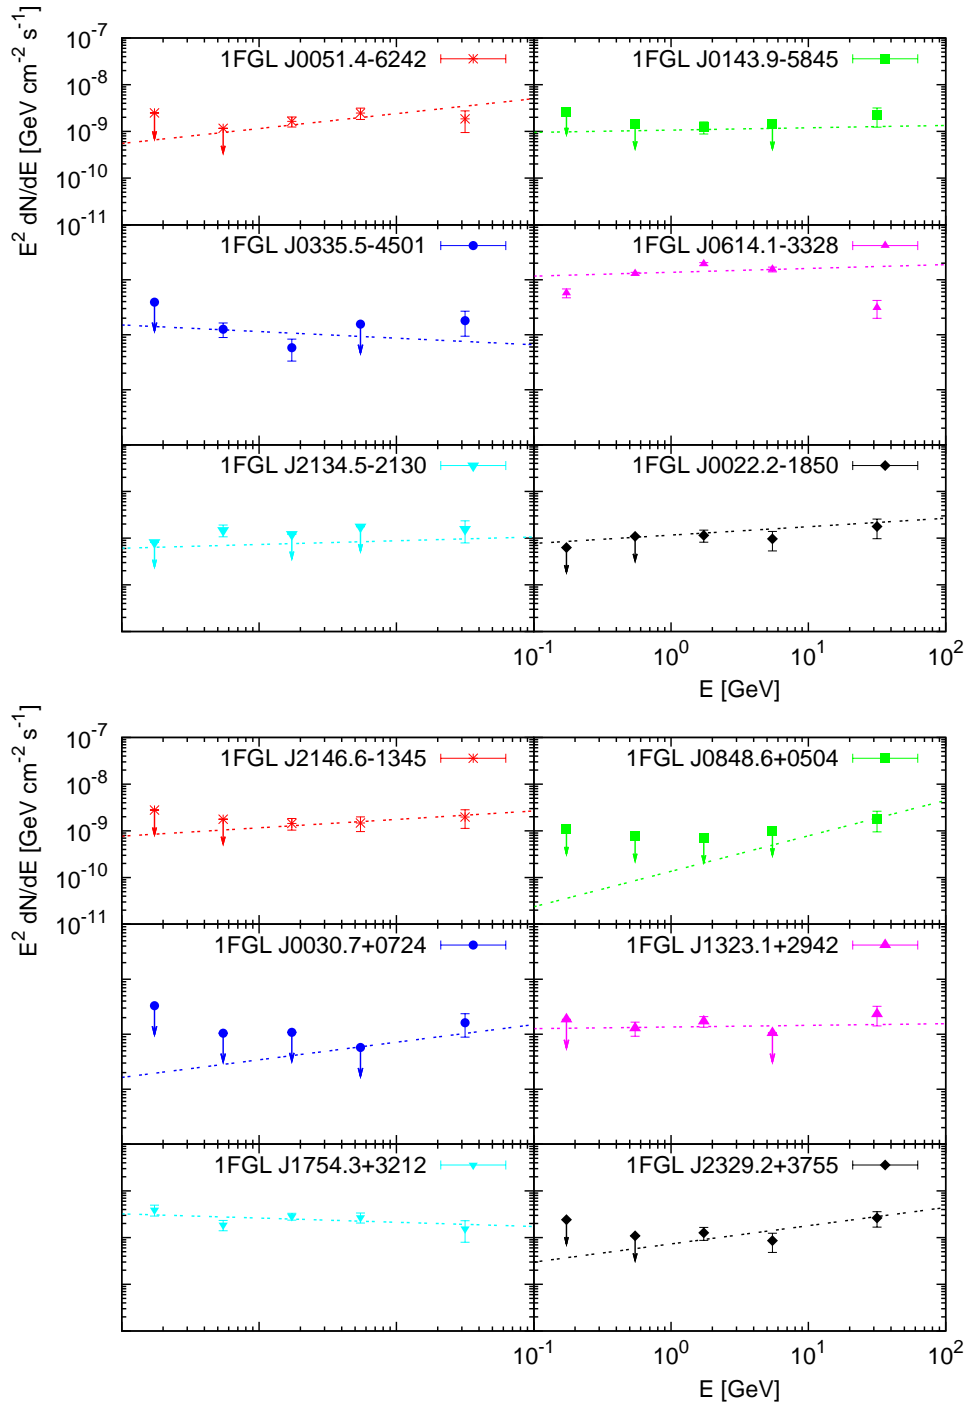 E² dN/dE [GeV cm⁻² s⁻¹]
10⁻⁷
10⁻⁸
10⁻⁹
10⁻¹⁰
10⁻¹¹
1FGL J0051.4-6242
1FGL J0143.9-5845
1FGL J0335.5-4501
1FGL J0614.1-3328
1FGL J2134.5-2130
1FGL J0022.2-1850
10⁻¹ 10⁰ 10¹ 10²
E [GeV]
E² dN/dE [GeV cm⁻² s⁻¹]
10⁻⁷
10⁻⁸
10⁻⁹
10⁻¹⁰
10⁻¹¹
1FGL J2146.6-1345
1FGL J0848.6+0504
1FGL J0030.7+0724
1FGL J1323.1+2942
1FGL J1754.3+3212
1FGL J2329.2+3755
10⁻¹ 10⁰ 10¹ 10²
E [GeV]